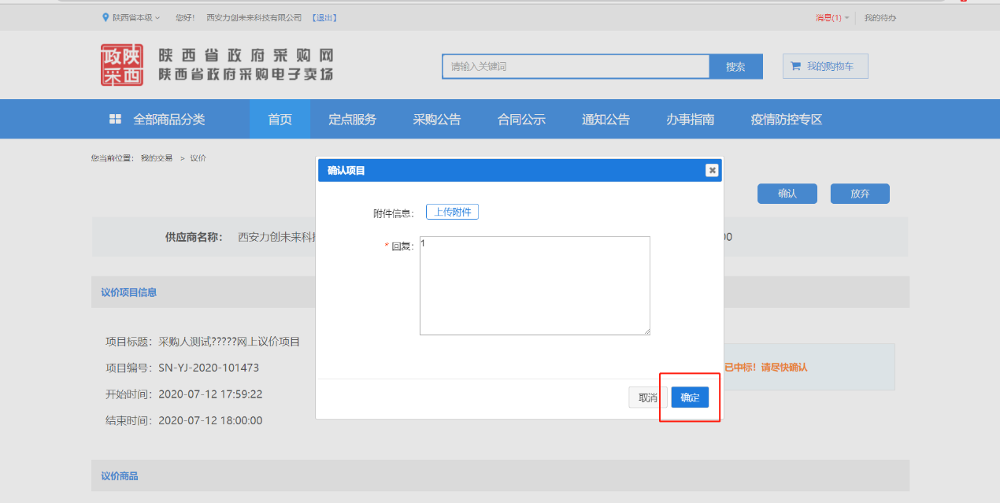 陕西省本级 您好! 西安力创未来科技有限公司 【退出】 消息(1) 我的待办
政陕
采西
陕西省政府采购网
陕西省政府采购电子卖场
请输入关键词 搜索 我的购物车
全部商品分类 首页 定点服务 采购公告 合同公示 通知公告 办事指南 疫情防控专区
您当前位置: 我的交易 > 议价
确认项目
确认 放弃
附件信息: 上传附件
供应商名称: 西安力创未来科 00
* 回复: 1
议价项目信息
项目标题: 采购人测试?????网上议价项目
项目编号: SN-YJ-2020-101473
已中标! 请尽快确认
开始时间: 2020-07-12 17:59:22
取消 确定
结束时间: 2020-07-12 18:00:00
议价商品